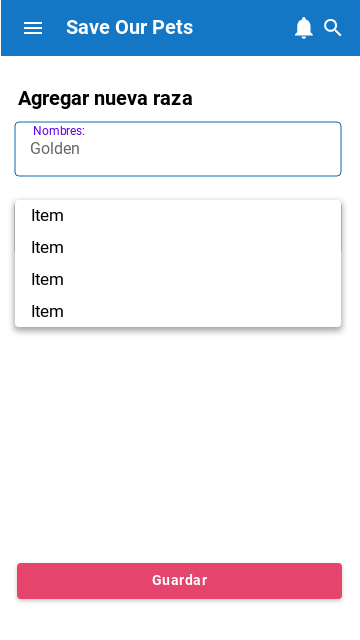 Save Our Pets
Agregar nueva raza
Nombres:
Golden
Item
Item
Item
Item
Guardar